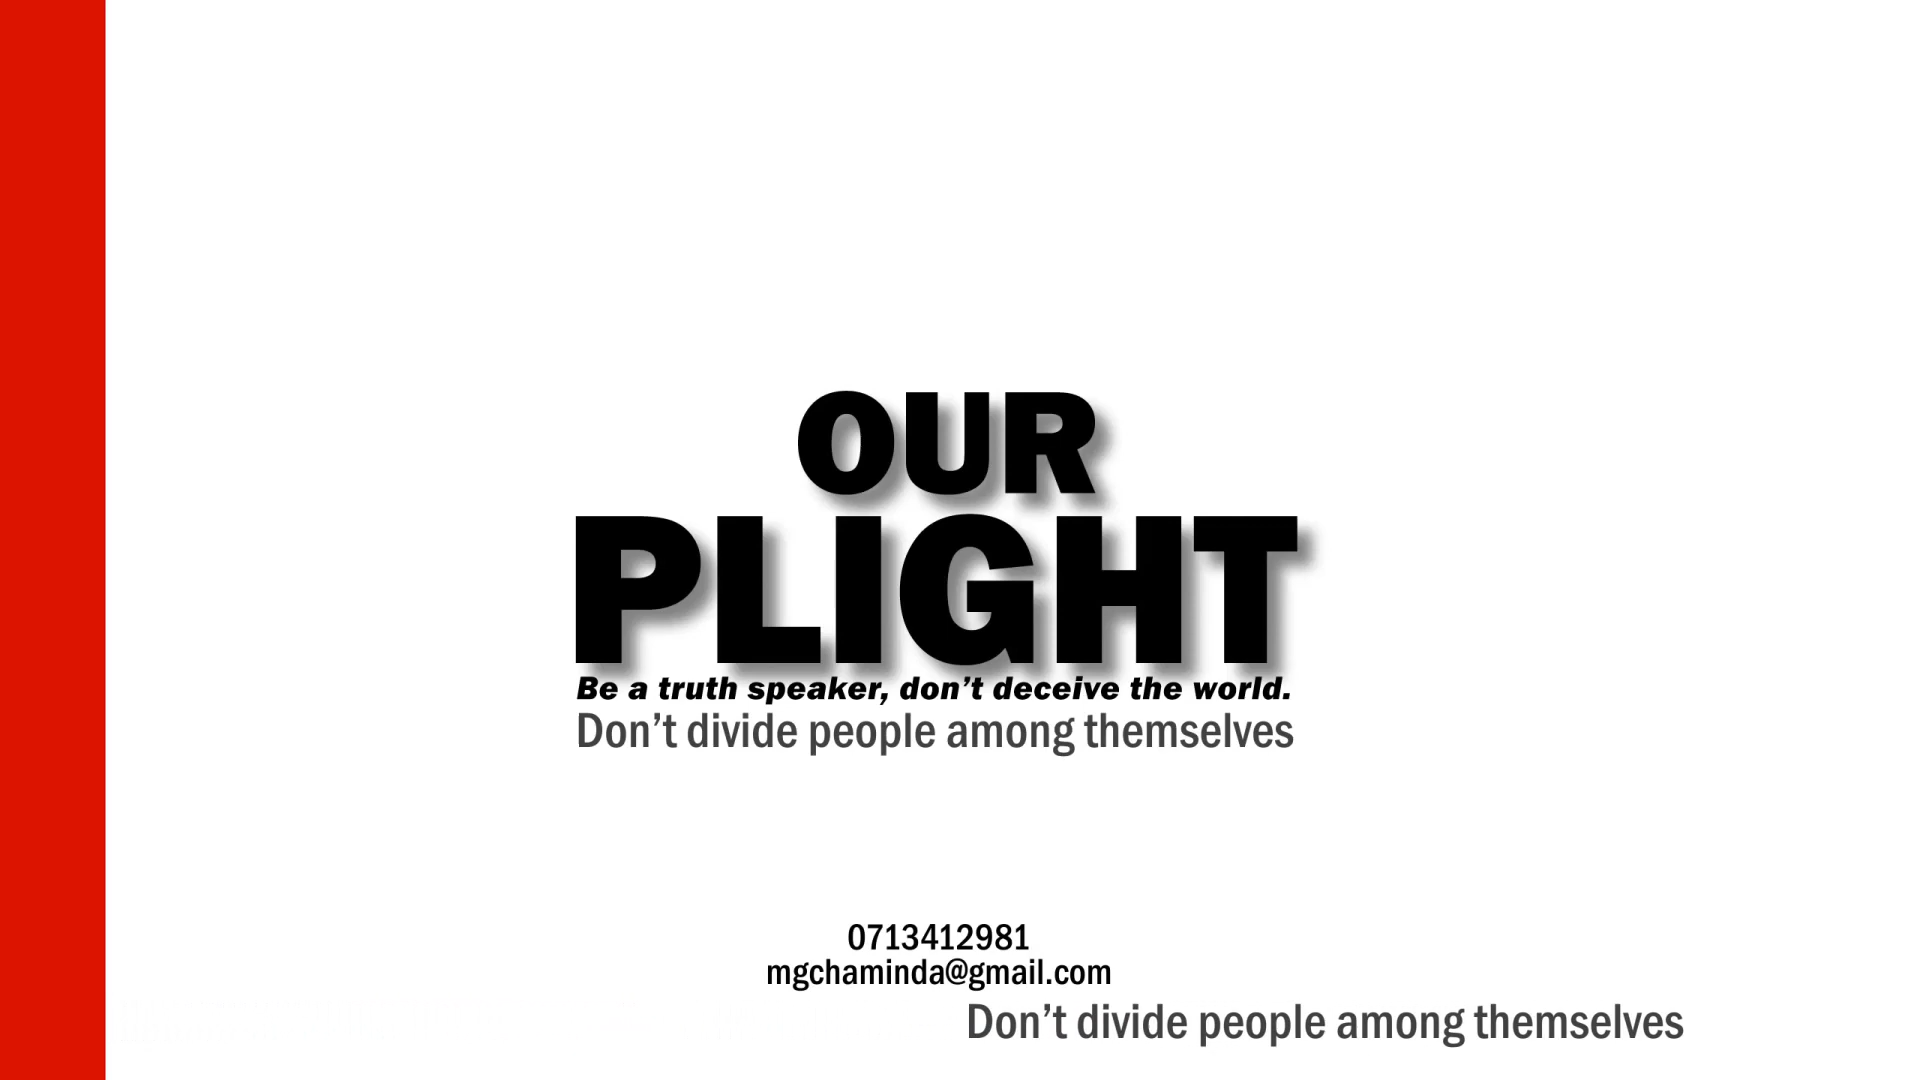 OUR
PLIGHT
Be a truth speaker, don’t deceive the world.
Don’t divide people among themselves
0713412981
mgchaminda@gmail.com
Don’t divide people among themselves